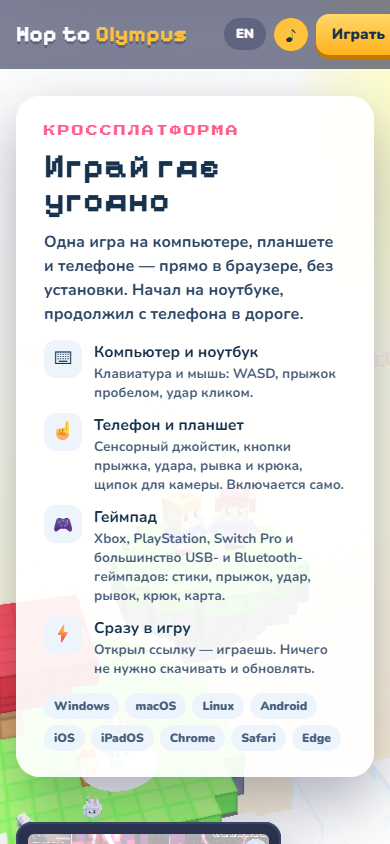 Hop to Olympus
EN
Играть
КРОССПЛАТФОРМА
Играй где
угодно
Одна игра на компьютере, планшете
и телефоне — прямо в браузере, без
установки. Начал на ноутбуке,
продолжил с телефона в дороге.
Компьютер и ноутбук
Клавиатура и мышь: WASD, прыжок
пробелом, удар кликом.
Телефон и планшет
Сенсорный джойстик, кнопки
прыжка, удара, рывка и крюка,
щипок для камеры. Включается само.
Геймпад
Xbox, PlayStation, Switch Pro и
большинство USB- и Bluetooth-
геймпадов: стики, прыжок, удар,
рывок, крюк, карта.
Сразу в игру
Открыл ссылку — играешь. Ничего
не нужно скачивать и обновлять.
Windows macOS Linux Android
iOS iPadOS Chrome Safari Edge